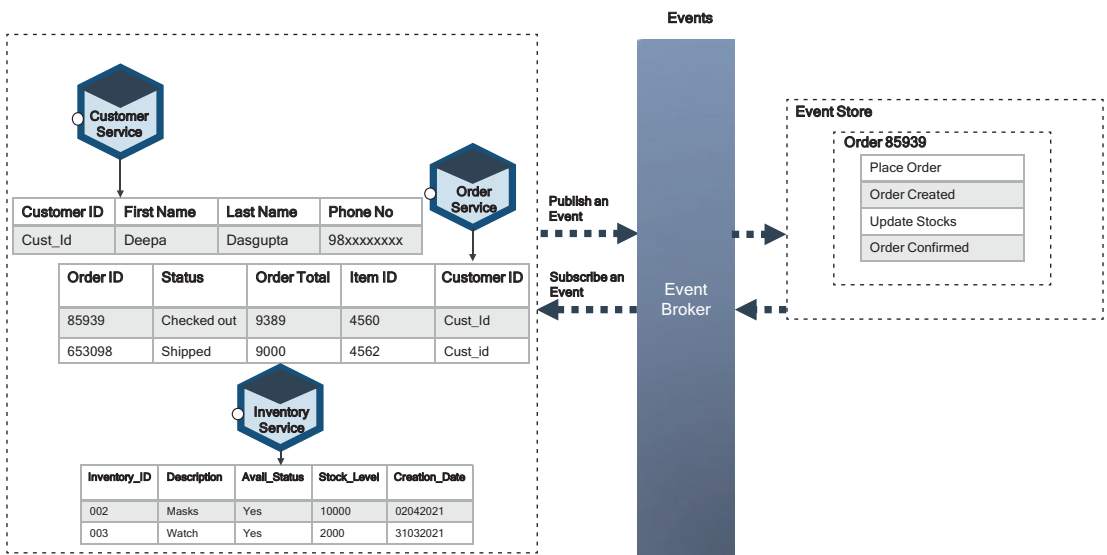 Events
Customer
Service
Customer ID First Name Last Name Phone No
Cust_Id Deepa Dasgupta 98xxxxxxxx
Order
Service
Order ID Status Order Total Item ID Customer ID
85939 Checked out 9389 4560 Cust_Id
653098 Shipped 9000 4562 Cust_id
Inventory
Service
Inventory_ID Description Avail_Status Stock_Level Creation_Date
002 Masks Yes 10000 02042021
003 Watch Yes 2000 31032021
Publish an
Event
Subscribe an
Event
Event
Broker
Event Store
Order 85939
Place Order
Order Created
Update Stocks
Order Confirmed